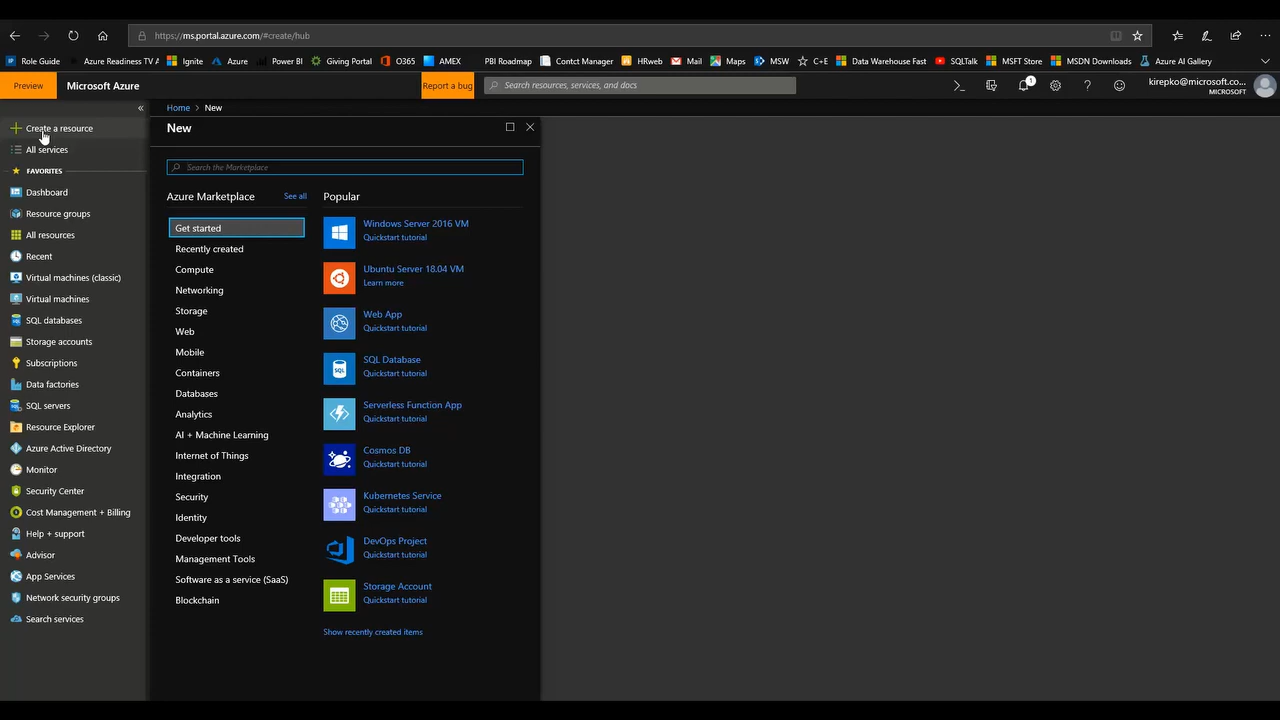 https://ms.portal.azure.com/#create/hub
Role Guide
Azure Readiness TV A
Ignite
Azure
Power BI
Giving Portal
O365
AMEX
PBI Roadmap
Contct Manager
HRweb
Mail
Maps
MSW
C+E
Data Warehouse Fast
SQLTalk
MSFT Store
MSDN Downloads
Azure AI Gallery
Preview
Microsoft Azure
Report a bug
Search resources, services, and docs
1
kirepko@microsoft.co...
MICROSOFT
Create a resource
All services
FAVORITES
Dashboard
Resource groups
All resources
Recent
Virtual machines (classic)
Virtual machines
SQL databases
Storage accounts
Subscriptions
Data factories
SQL servers
Resource Explorer
Azure Active Directory
Monitor
Security Center
Cost Management + Billing
Help + support
Advisor
App Services
Network security groups
Search services
Home > New
New
Search the Marketplace
Azure Marketplace
See all
Get started
Recently created
Compute
Networking
Storage
Web
Mobile
Containers
Databases
Analytics
AI + Machine Learning
Internet of Things
Integration
Security
Identity
Developer tools
Management Tools
Software as a service (SaaS)
Blockchain
Popular
Windows Server 2016 VM
Quickstart tutorial
Ubuntu Server 18.04 VM
Learn more
Web App
Quickstart tutorial
SQL Database
Quickstart tutorial
Serverless Function App
Quickstart tutorial
Cosmos DB
Quickstart tutorial
Kubernetes Service
Quickstart tutorial
DevOps Project
Quickstart tutorial
Storage Account
Quickstart tutorial
Show recently created items